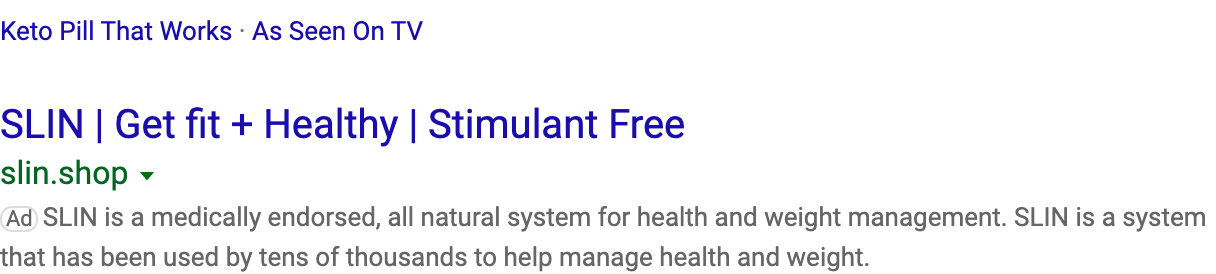 Keto Pill That Works · As Seen On TV
SLIN | Get fit + Healthy | Stimulant Free
slin.shop
Ad SLIN is a medically endorsed, all natural system for health and weight management. SLIN is a system
that has been used by tens of thousands to help manage health and weight.